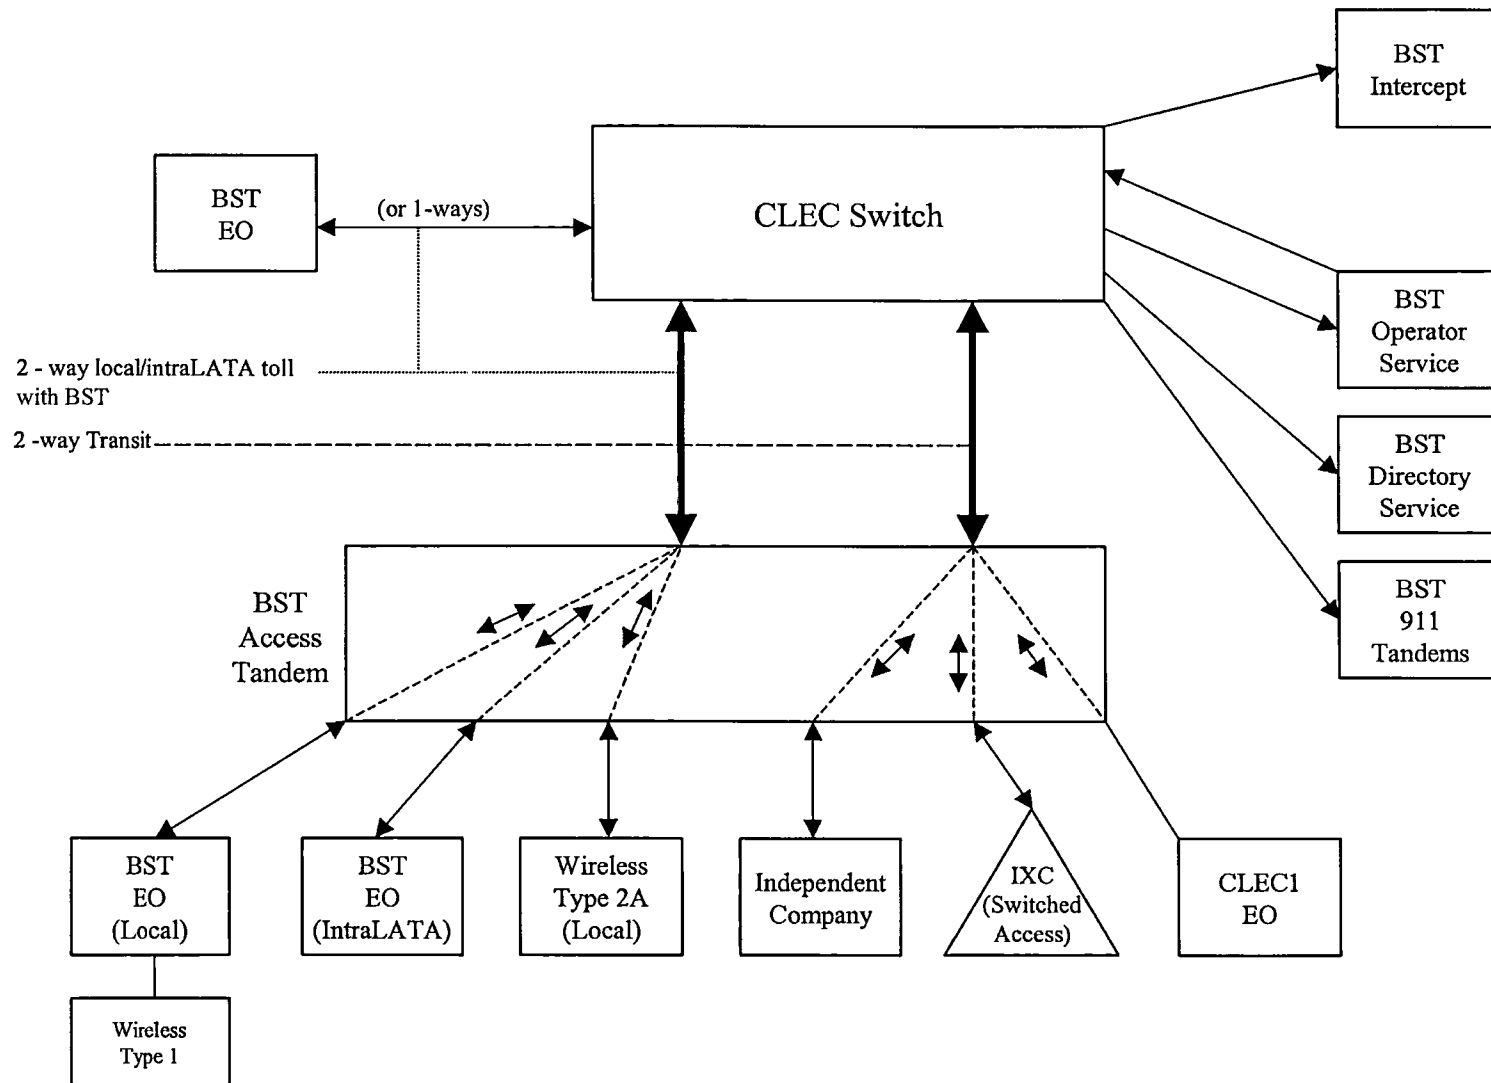 BST
Intercept
BST
EO
(or 1-ways)
CLEC Switch
BST
Operator
Service
2 - way local/intraLATA toll
with BST
2 -way Transit
BST
Directory
Service
BST
911
Tandems
BST
Access
Tandem
BST
EO
(Local)
BST
EO
(IntraLATA)
Wireless
Type 2A
(Local)
Independent
Company
IXC
(Switched
Access)
CLEC1
EO
Wireless
Type 1